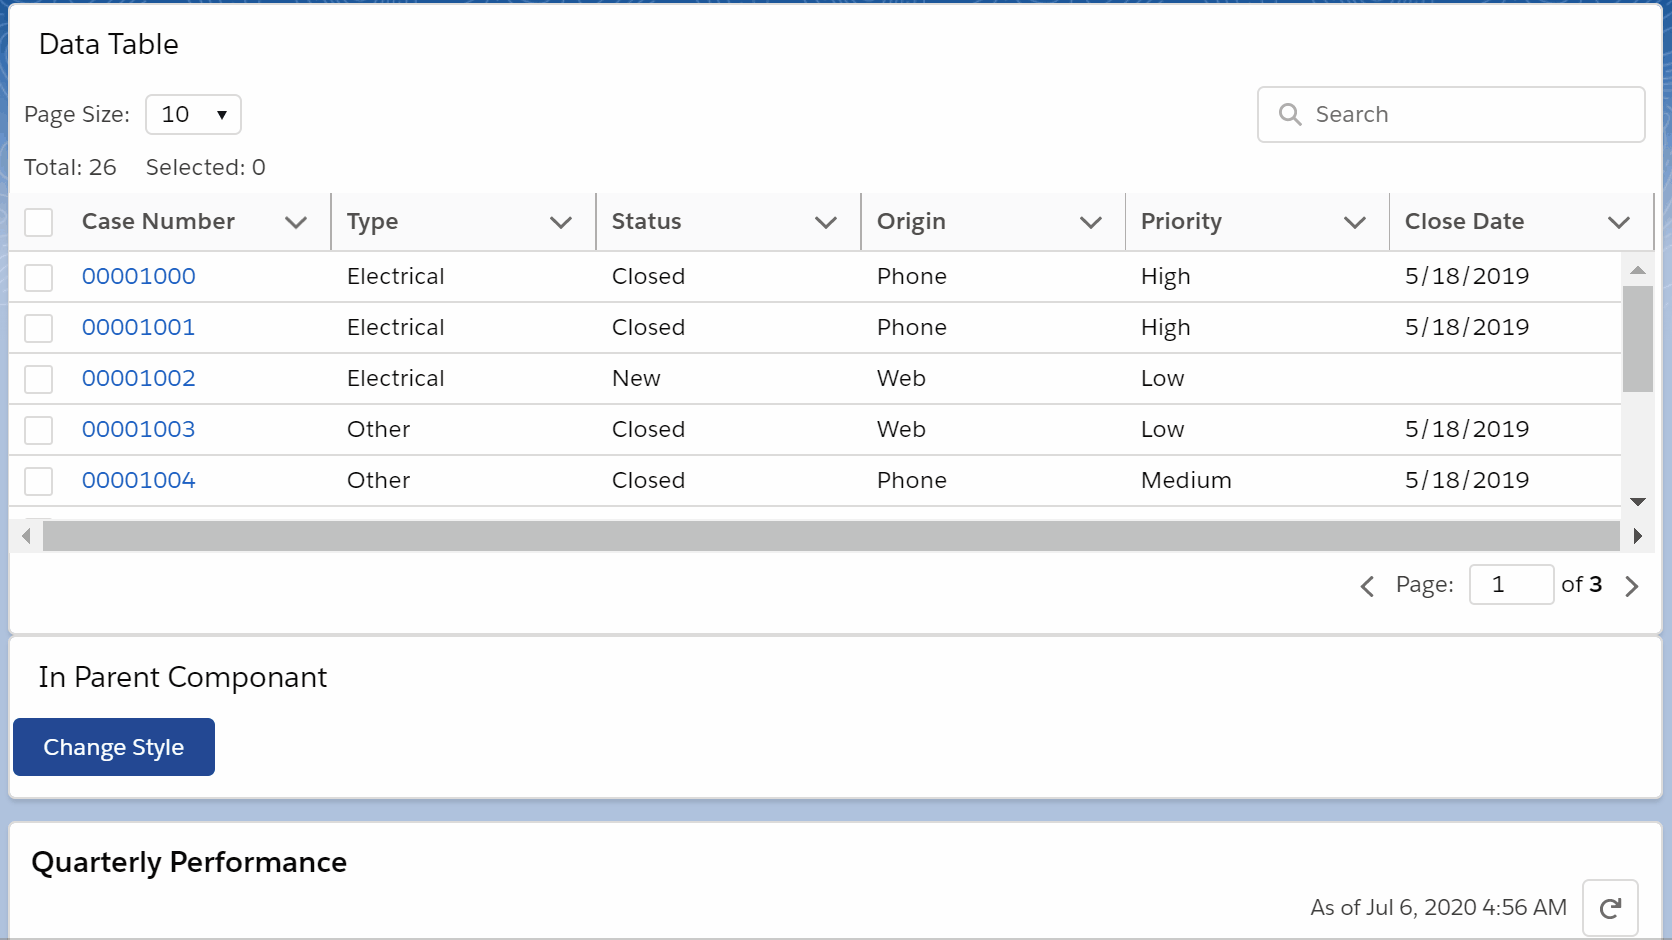 Data Table
Page Size: 10
Search
Total: 26 Selected: 0
Case Number Type Status Origin Priority Close Date
00001000 Electrical Closed Phone High 5/18/2019
00001001 Electrical Closed Phone High 5/18/2019
00001002 Electrical New Web Low
00001003 Other Closed Web Low 5/18/2019
00001004 Other Closed Phone Medium 5/18/2019
Page: 1 of 3
In Parent Componant
Change Style
Quarterly Performance
As of Jul 6, 2020 4:56 AM